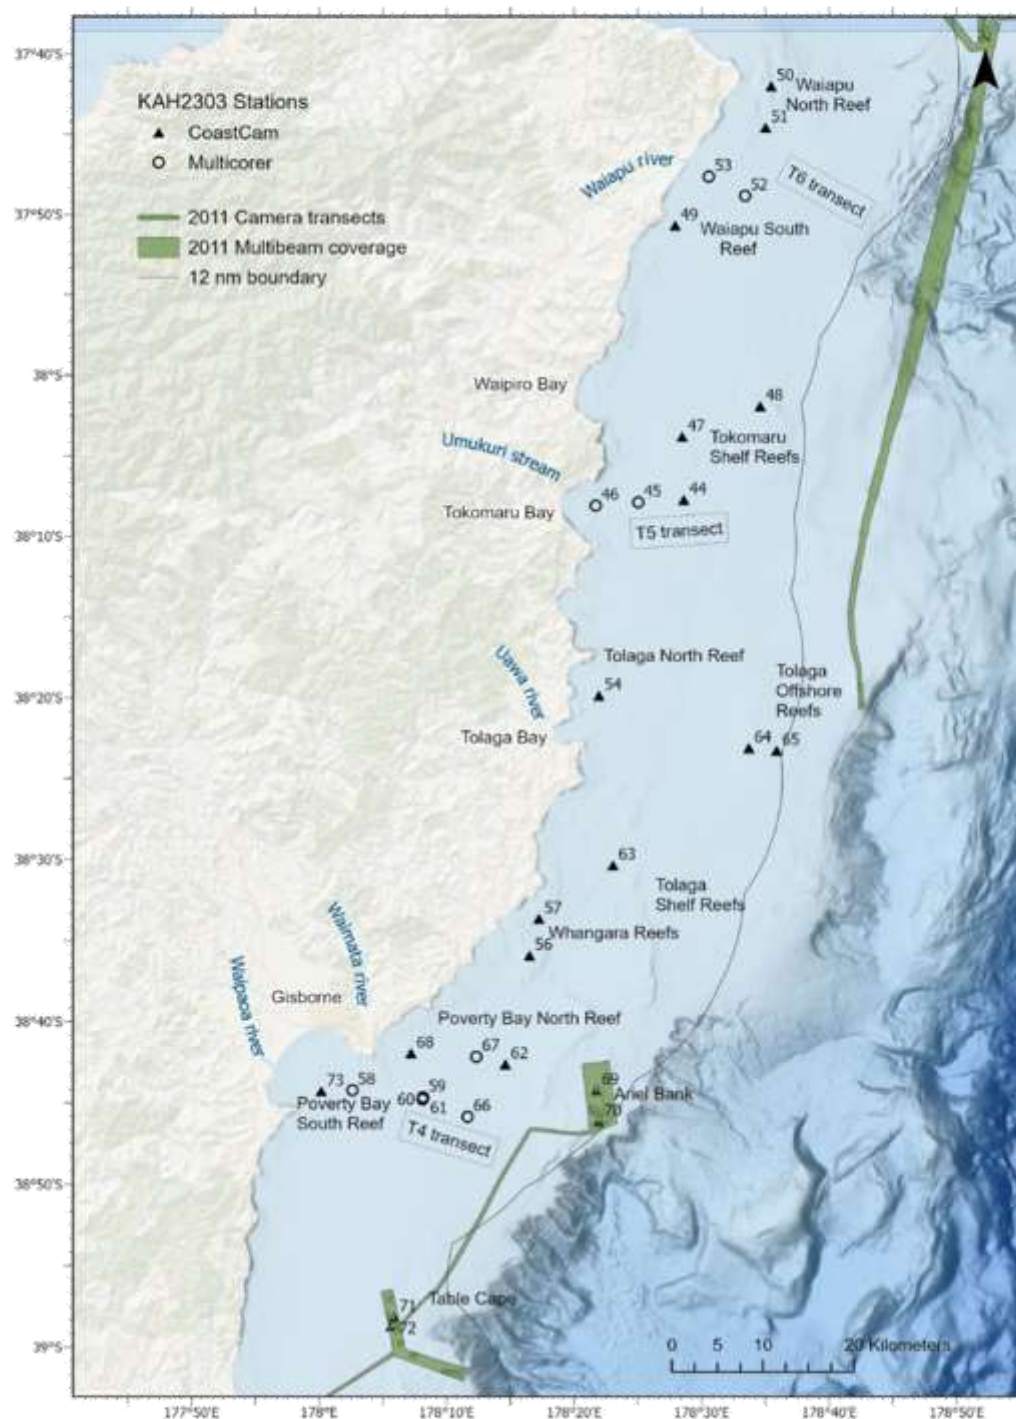 37°40'S
37°50'S
38°S
38°10'S
38°20'S
38°30'S
38°40'S
38°50'S
39°S
KAH2303 Stations
CoastCam
Multicorer
2011 Camera transects
2011 Multibeam coverage
12 nm boundary
50
Waiapu
North Reef
51
Waiapu river
53
52
T6 transect
49
Waiapu South
Reef
Waipiro Bay
48
47
Tokomaru
Shelf Reefs
Umukuri stream
46
45
44
Tokomaru Bay
T5 transect
Tolaga North Reef
Uawa river
54
Tolaga
Offshore
Reefs
Tolaga Bay
64
65
63
Tolaga
Shelf Reefs
57
Whangara Reefs
56
Waimata river
Waipaoa river
Gisborne
Poverty Bay North Reef
68
67
62
73
58
59
60
61
66
Poverty Bay
South Reef
T4 transect
69
Ariel Bank
70
71
Table Cape
72
0 5 10 20 Kilometers
177°50'E
178°E
178°10'E
178°20'E
178°30'E
178°40'E
178°50'E